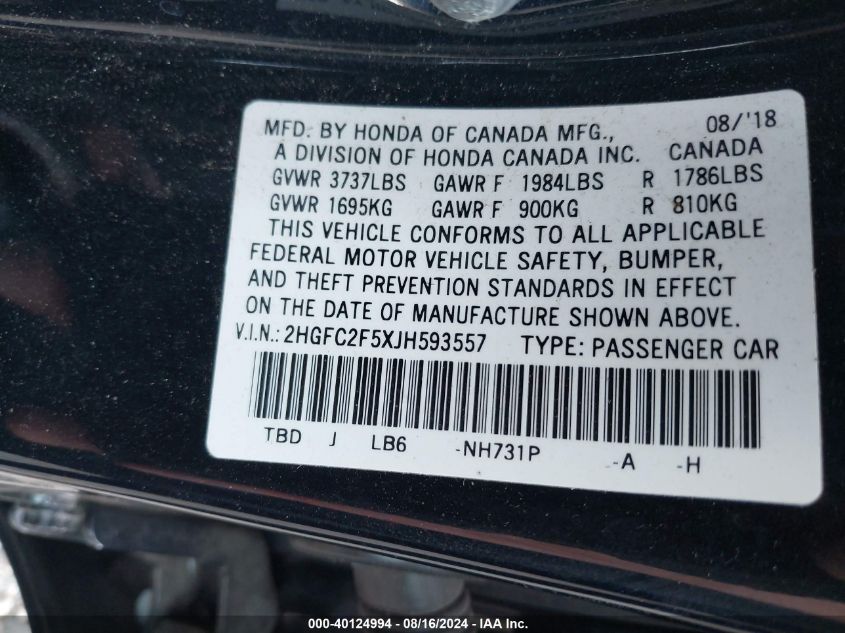 MFD. BY HONDA OF CANADA MFG., 08/'18
A DIVISION OF HONDA CANADA INC. CANADA
GVWR 3737LBS GAWR F 1984LBS R 1786LBS
GVWR 1695KG GAWR F 900KG R 810KG
THIS VEHICLE CONFORMS TO ALL APPLICABLE
FEDERAL MOTOR VEHICLE SAFETY, BUMPER,
AND THEFT PREVENTION STANDARDS IN EFFECT
ON THE DATE OF MANUFACTURE SHOWN ABOVE.
V.I.N.: 2HGFC2F5XJH593557 TYPE: PASSENGER CAR
TBD J LB6 -NH731P -A -H
000-40124994 - 08/16/2024 - IAA Inc.